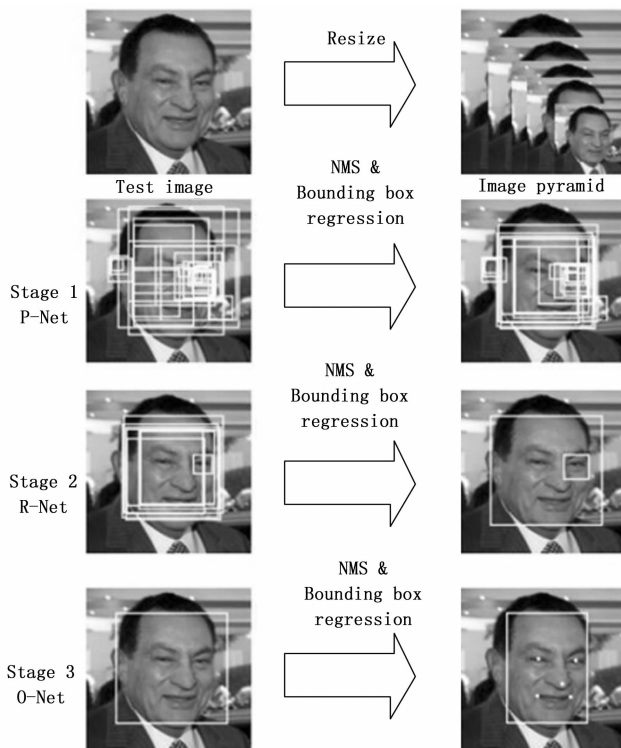 Resize
Test image
NMS &
Bounding box
regression
Image pyramid
Stage 1
P-Net
NMS &
Bounding box
regression
Stage 2
R-Net
NMS &
Bounding box
regression
Stage 3
O-Net